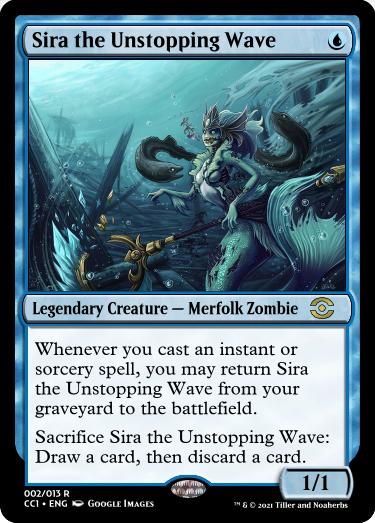 Sira the Unstopping Wave
Legendary Creature — Merfolk Zombie
Whenever you cast an instant or
sorcery spell, you may return Sira
the Unstopping Wave from your
graveyard to the battlefield.
Sacrifice Sira the Unstopping Wave:
Draw a card, then discard a card.
1/1
002/013 R
CCI • ENG Google Images
™ & © 2021 Tiller and Noaherbs